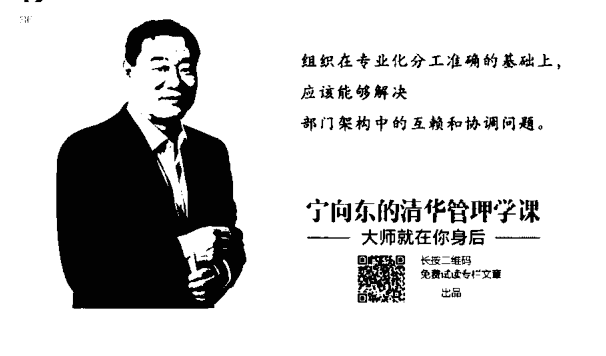 组织在专业化分工准确的基础上，
应该能够解决
部门架构中的互赖和协调问题。
宁向东的清华管理学课
大师就在你身后
长按二维码
免费试读专栏文章
出品